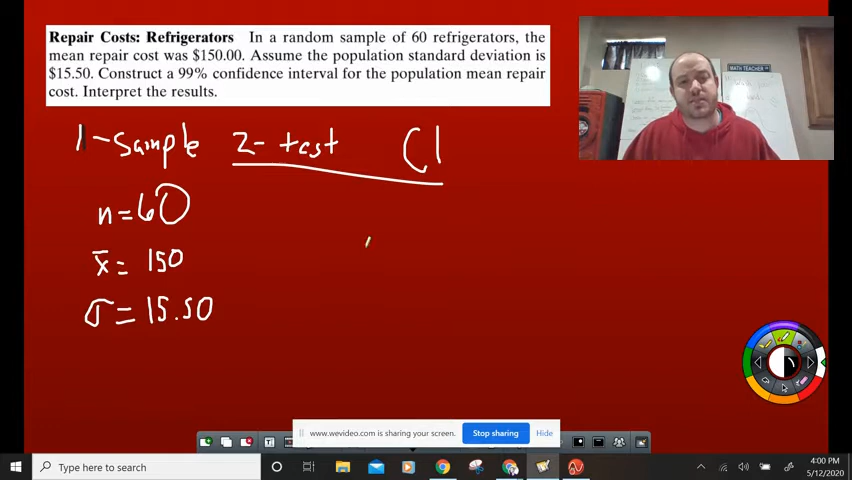 Repair Costs: Refrigerators In a random sample of 60 refrigerators, the
mean repair cost was $150.00. Assume the population standard deviation is
$15.50. Construct a 99% confidence interval for the population mean repair
cost. Interpret the results.
MATH TEACHER
1-Sample Z-test CI
n=60
x̄= 150
σ=15.50
www.wevideo.com is sharing your screen.
Stop sharing
Hide
Type here to search
4:00 PM
5/12/2020